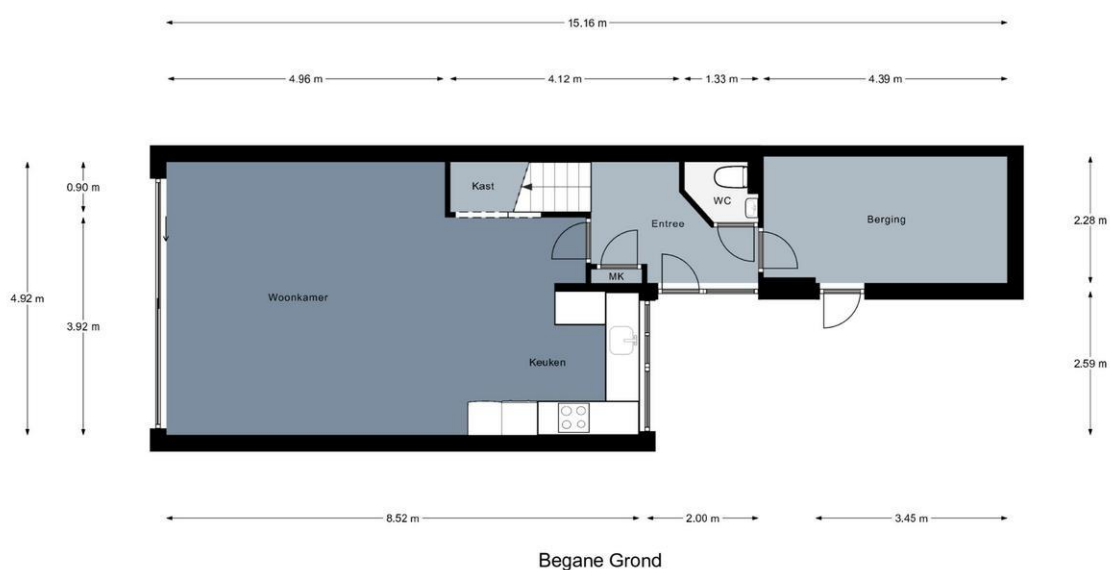 15.16 m
4.96 m
4.12 m
1.33 m
4.39 m
0.90 m
4.92 m
3.92 m
2.28 m
2.59 m
Kast
WC
Entree
Berging
MK
Woonkamer
Keuken
8.52 m
2.00 m
3.45 m
Begane Grond